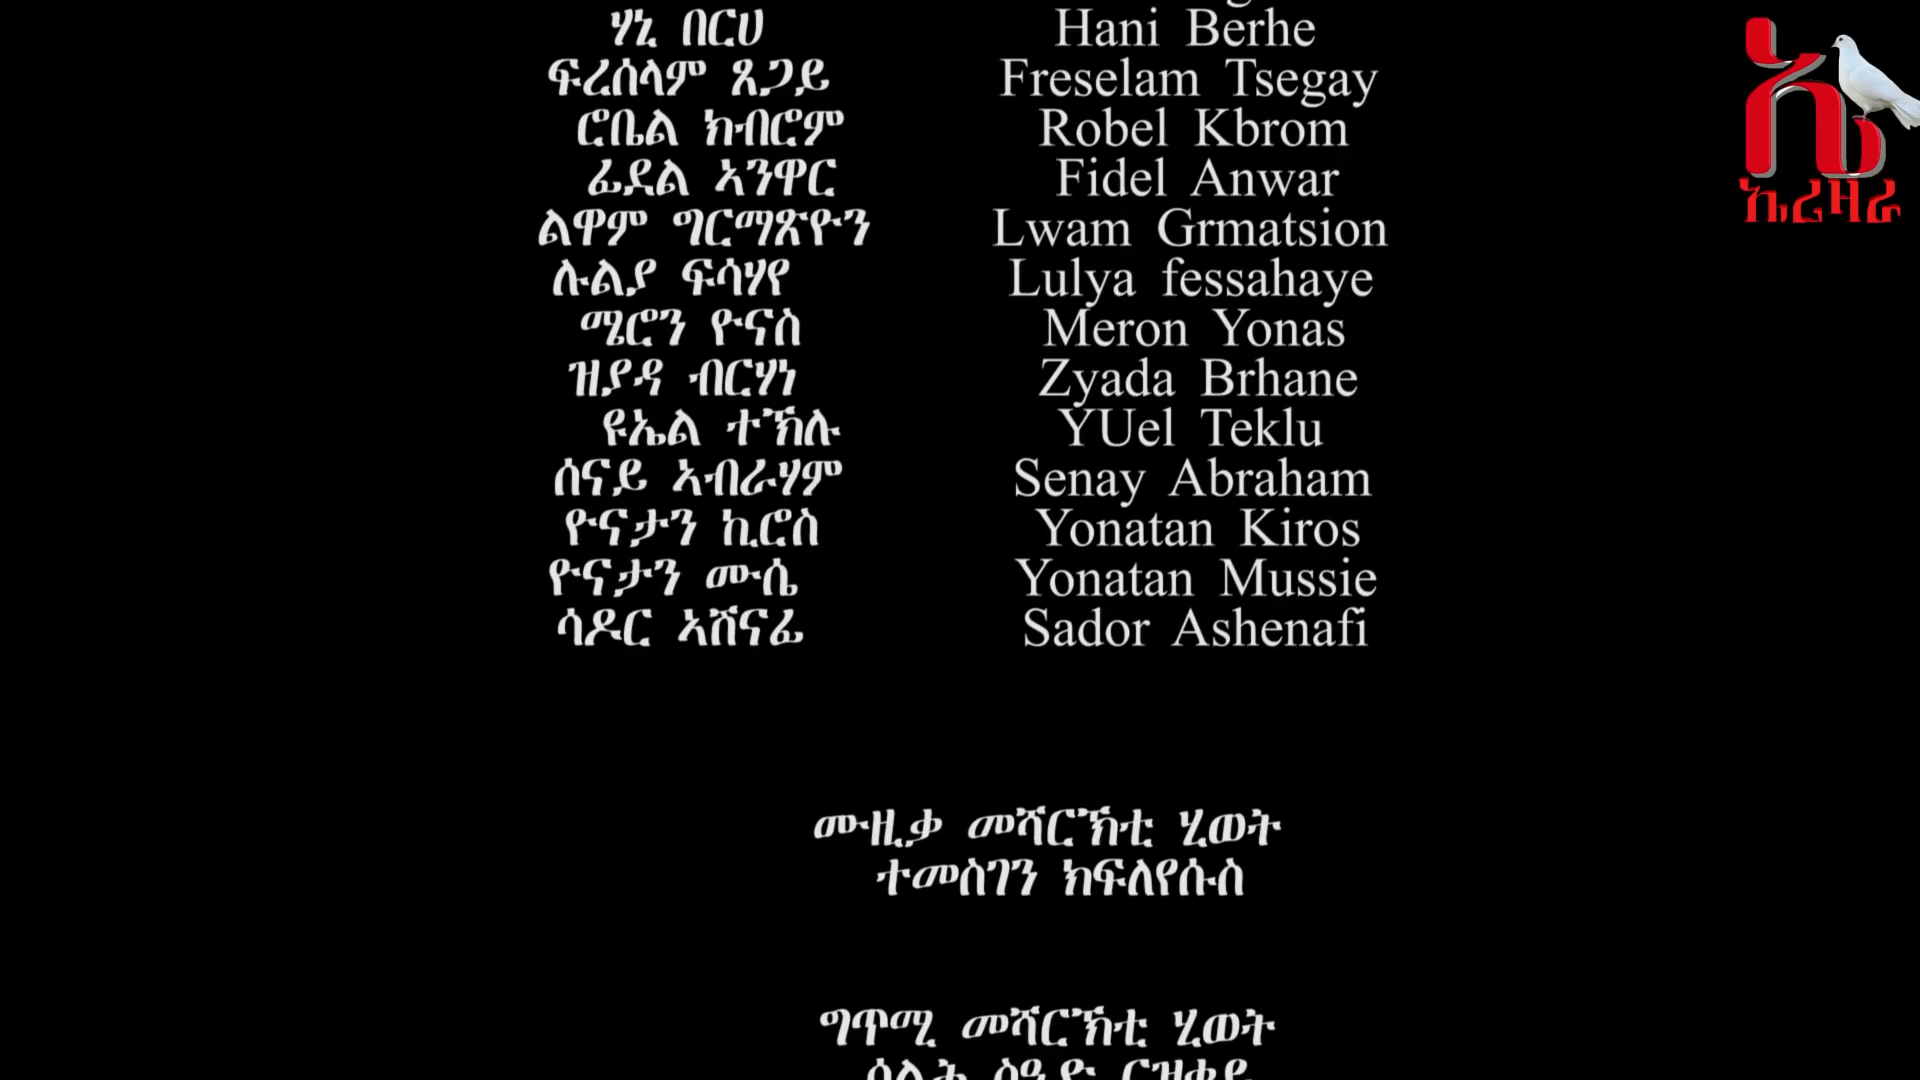 ሃኒ በርሀ Hani Berhe
ፍረሰላም ጸጋይ Freselam Tsegay
ሮቤል ክብሮም Robel Kbrom
ፊደል ኣንዋር Fidel Anwar
ልዋም ግርማጽዮን Lwam Grmatsion
ሉልያ ፍሳሃየ Lulya fessahaye
ሜሮን ዮናስ Meron Yonas
ዝያዳ ብርሃነ Zyada Brhane
ዩኤል ተኽሉ YUel Teklu
ሰናይ ኣብራሃም Senay Abraham
ዮናታን ኪሮስ Yonatan Kiros
ዮናታን ሙሴ Yonatan Mussie
ሳዶር ኣሸናፊ Sador Ashenafi
ሙዚቃ መሻርኽቲ ሂወት
ተመስገን ክፍለየሱስ
ግጥሚ መሻርኽቲ ሂወት